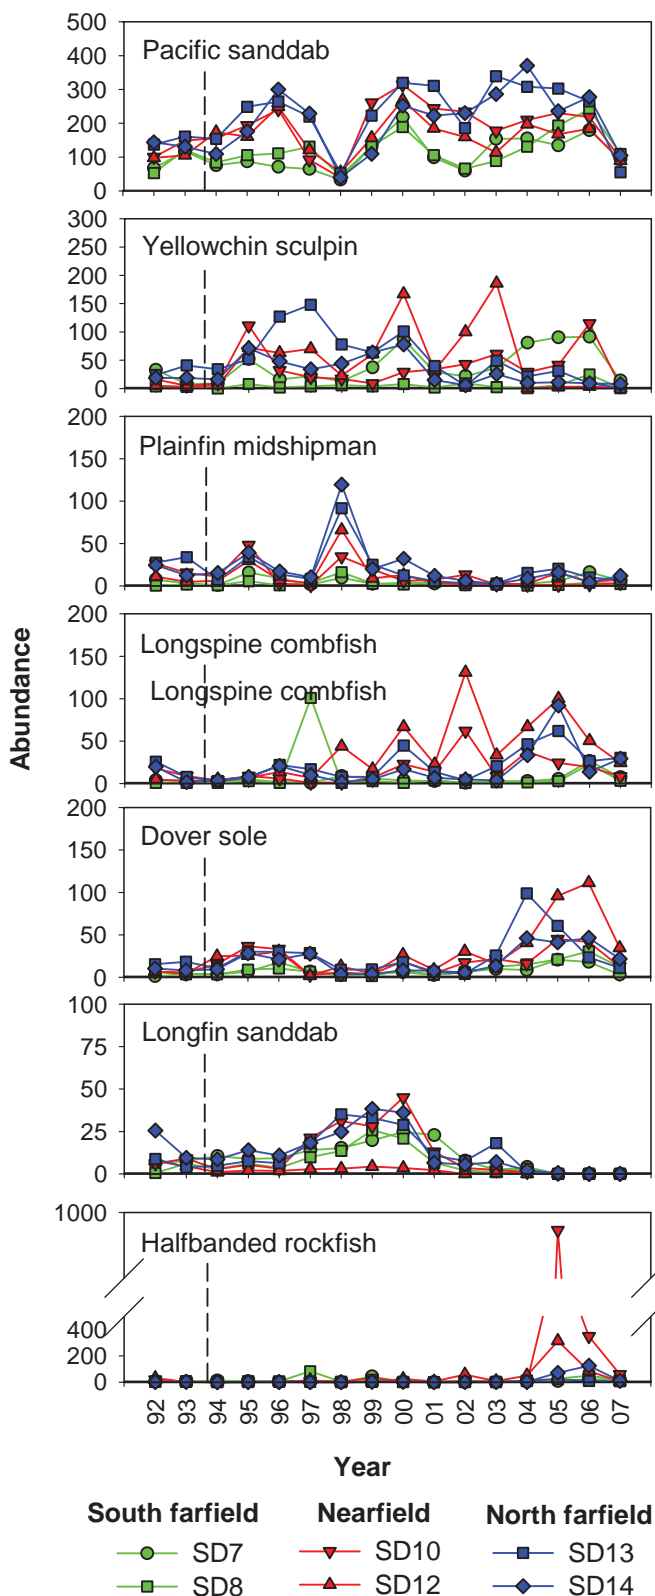 Abundance
500
400
300
200
100
0
Pacific sanddab
300
250
200
150
100
50
0
Yellowchin sculpin
200
150
100
50
0
Plainfin midshipman
200
150
100
50
0
Longspine combfish
Longspine combfish
200
150
100
50
0
Dover sole
100
75
50
25
0
Longfin sanddab
1000
400
200
0
Halfbanded rockfish
92 93 94 95 96 97 98 99 00 01 02 03 04 05 06 07
Year
South farfield Nearfield North farfield
SD7 SD10 SD13
SD8 SD12 SD14